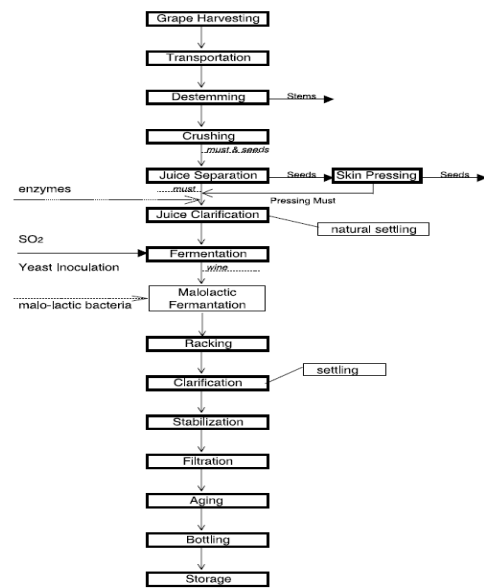 Grape Harvesting
Transportation
Destemming
Stems
Crushing
must & seeds
Juice Separation
Seeds
Skin Pressing
Seeds
must
enzymes
Pressing Must
Juice Clarification
natural settling
SO2
Fermentation
Yeast Inoculation
wine
Malolactic
Fermantation
malo-lactic bacteria
Racking
settling
Clarification
Stabilization
Filtration
Aging
Bottling
Storage